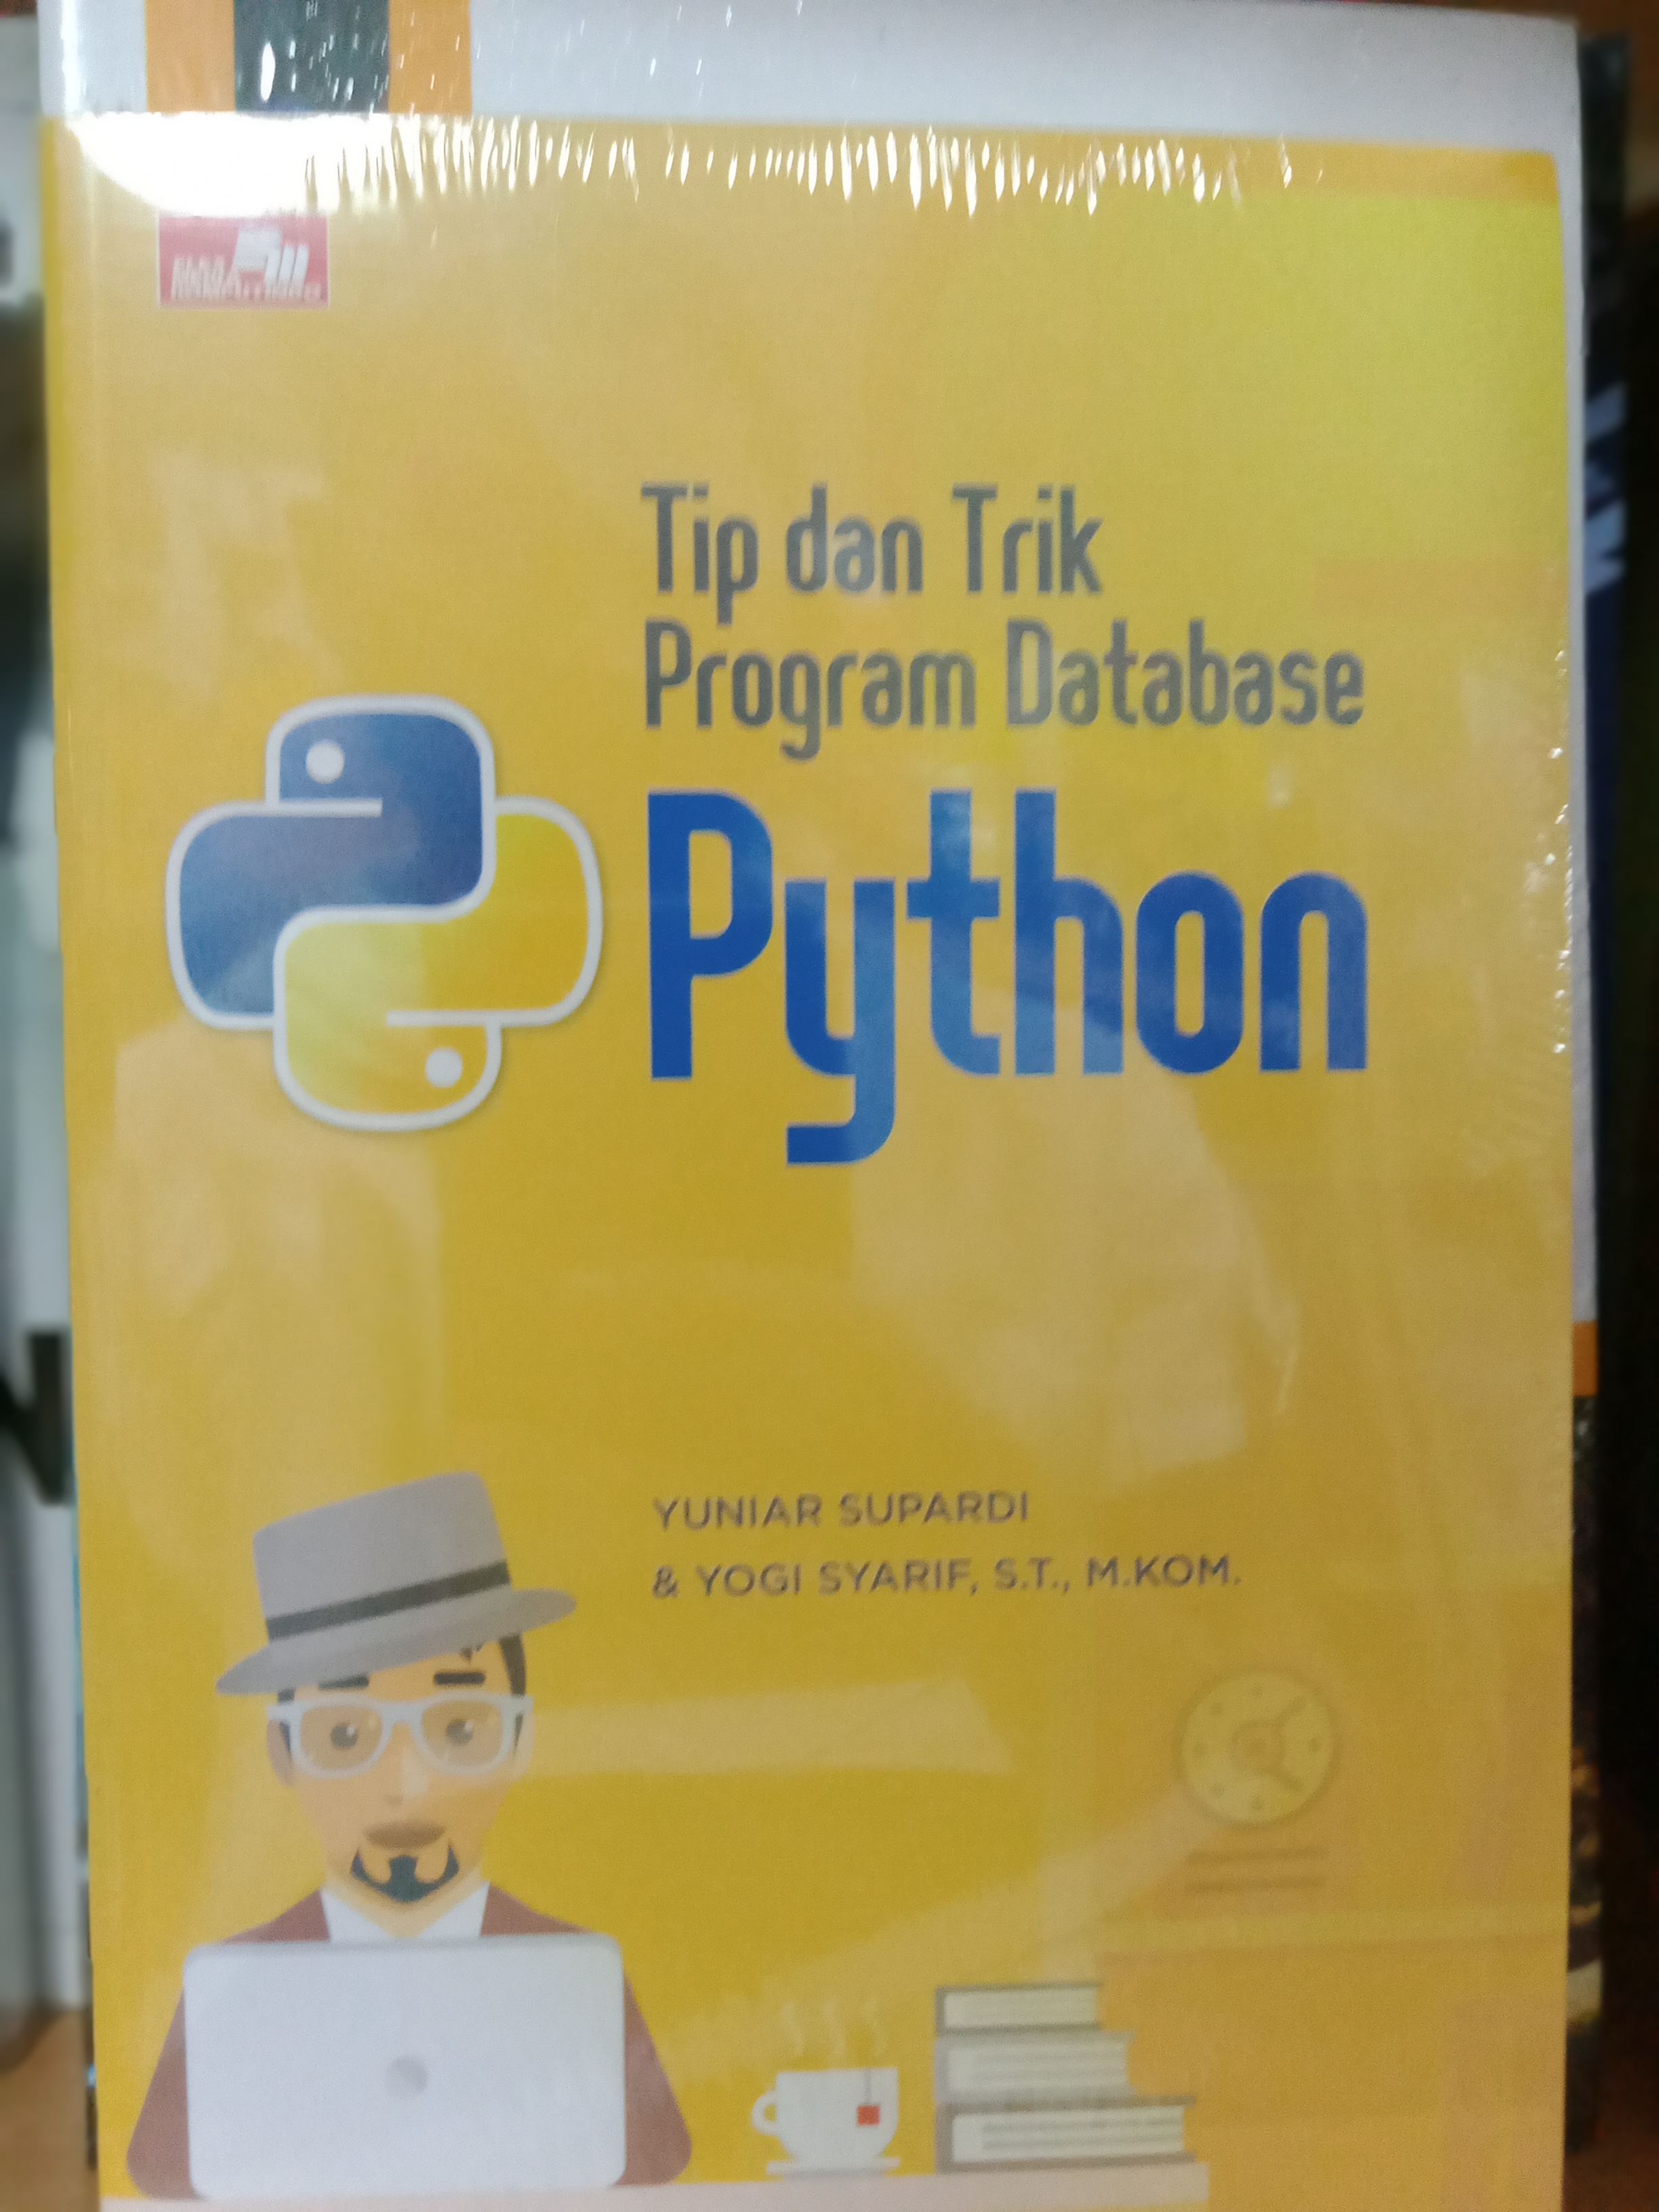 Tip dan Trik
Program Database
Python
YUNIAR SUPARDI
& YOGI SYARIF, S.T., M.KOM.